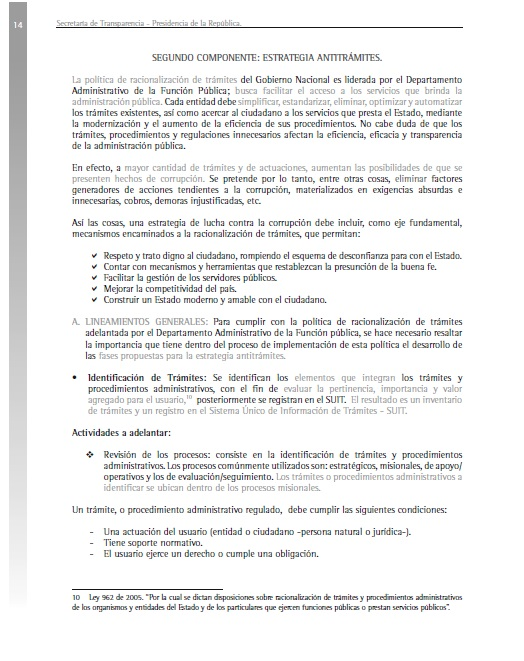 14
Secretaría de Transparencia - Presidencia de la República.
SEGUNDO COMPONENTE: ESTRATEGIA ANTITRÁMITES.
La política de racionalización de trámites del Gobierno Nacional es liderada por el Departamento
Administrativo de la Función Pública; busca facilitar el acceso a los servicios que brinda la
administración pública. Cada entidad debe simplificar, estandarizar, eliminar, optimizar y automatizar
los trámites existentes, así como acercar al ciudadano a los servicios que presta el Estado, mediante
la modernización y el aumento de la eficiencia de sus procedimientos. No cabe duda de que los
trámites, procedimientos y regulaciones innecesarios afectan la eficiencia, eficacia y transparencia
de la administración pública.
En efecto, a mayor cantidad de trámites y de actuaciones, aumentan las posibilidades de que se
presenten hechos de corrupción. Se pretende por lo tanto, entre otras cosas, eliminar factores
generadores de acciones tendientes a la corrupción, materializados en exigencias absurdas e
innecesarias, cobros, demoras injustificadas, etc.
Así las cosas, una estrategia de lucha contra la corrupción debe incluir, como eje fundamental,
mecanismos encaminados a la racionalización de trámites, que permitan:
✔ Respeto y trato digno al ciudadano, rompiendo el esquema de desconfianza para con el Estado.
✔ Contar con mecanismos y herramientas que restablezcan la presunción de la buena fe.
✔ Facilitar la gestión de los servidores públicos.
✔ Mejorar la competitividad del país.
✔ Construir un Estado moderno y amable con el ciudadano.
A. LINEAMIENTOS GENERALES: Para cumplir con la política de racionalización de trámites
adelantada por el Departamento Administrativo de la Función pública, se hace necesario resaltar
la importancia que tiene dentro del proceso de implementación de esta política el desarrollo de
las fases propuestas para la estrategia antitrámites.
• Identificación de Trámites: Se identifican los elementos que integran los trámites y
procedimientos administrativos, con el fin de evaluar la pertinencia, importancia y valor
agregado para el usuario,10 posteriormente se registran en el SUIT. El resultado es un inventario
de trámites y un registro en el Sistema Único de Información de Trámites - SUIT.
Actividades a adelantar:
❖ Revisión de los procesos: consiste en la identificación de trámites y procedimientos
administrativos. Los procesos comúnmente utilizados son: estratégicos, misionales, de apoyo/
operativos y los de evaluación/seguimiento. Los trámites o procedimientos administrativos a
identificar se ubican dentro de los procesos misionales.
Un trámite, o procedimiento administrativo regulado, debe cumplir las siguientes condiciones:
- Una actuación del usuario (entidad o ciudadano -persona natural o jurídica-).
- Tiene soporte normativo.
- El usuario ejerce un derecho o cumple una obligación.
10 Ley 962 de 2005. "Por la cual se dictan disposiciones sobre racionalización de trámites y procedimientos administrativos
de los organismos y entidades del Estado y de los particulares que ejercen funciones públicas o prestan servicios públicos".